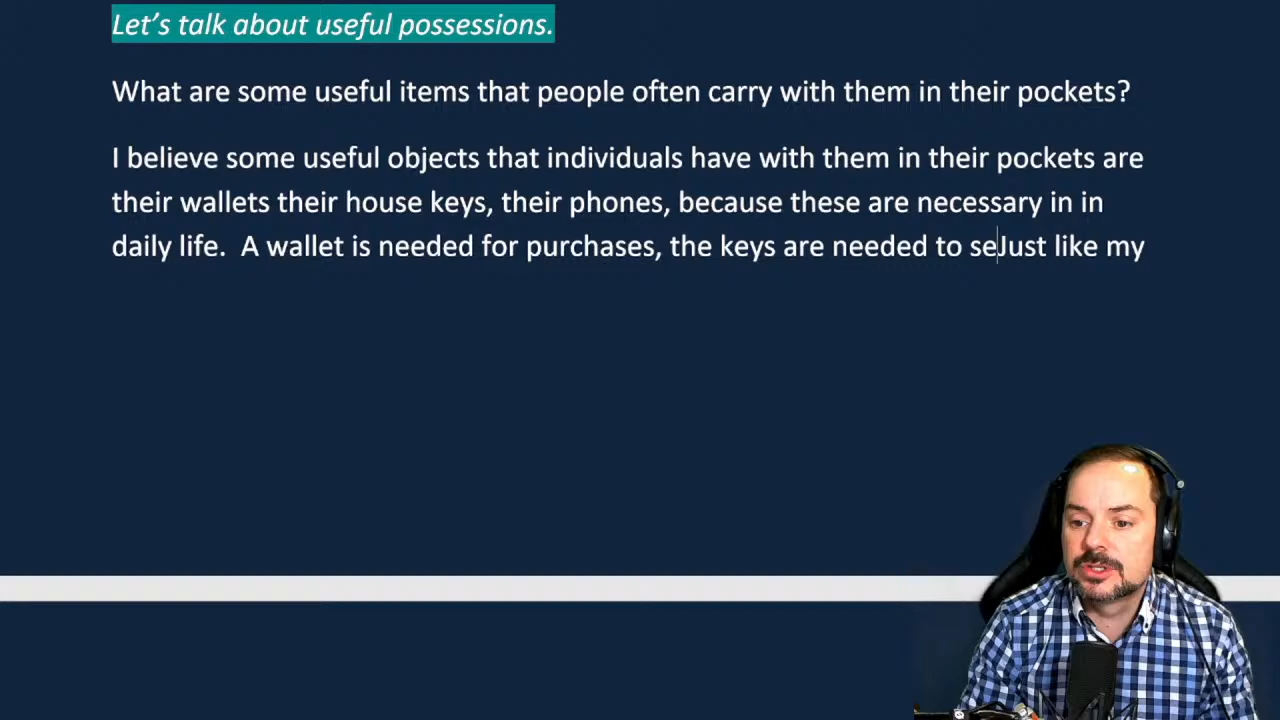 Let's talk about useful possessions.
What are some useful items that people often carry with them in their pockets?
I believe some useful objects that individuals have with them in their pockets are
their wallets their house keys, their phones, because these are necessary in in
daily life.  A wallet is needed for purchases, the keys are needed to seJust like my